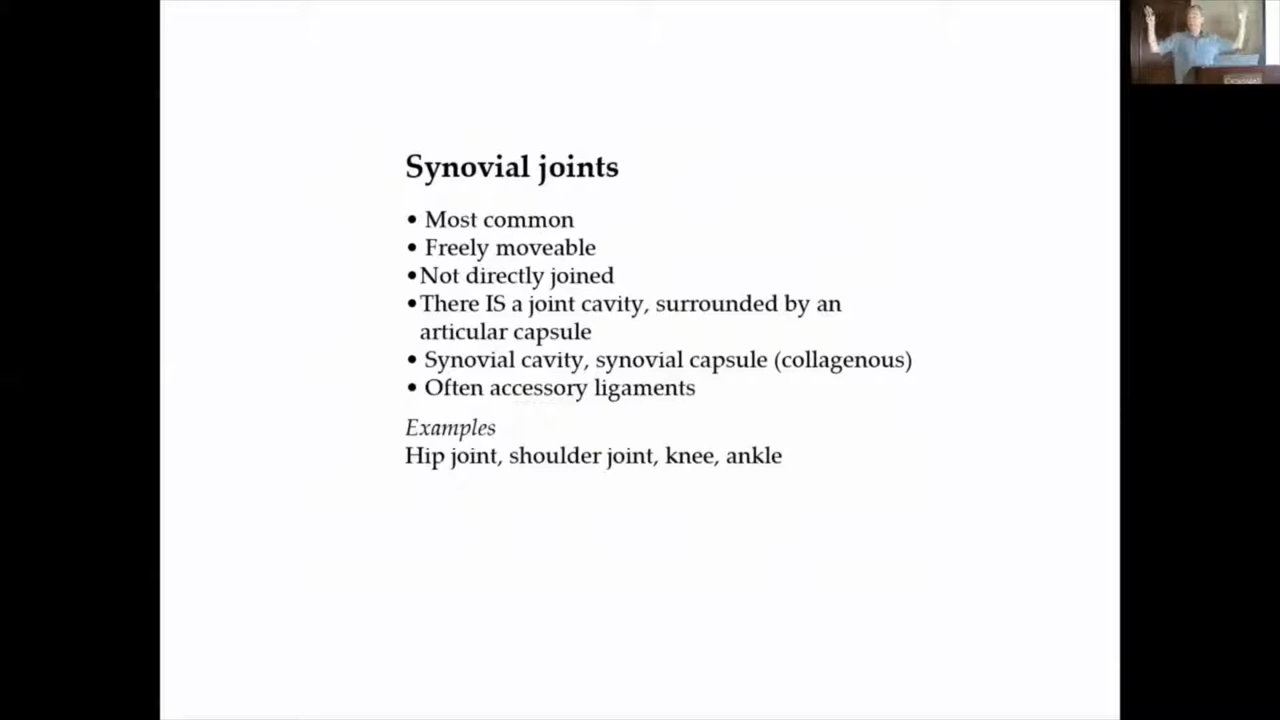 Synovial joints
• Most common
• Freely moveable
•Not directly joined
•There IS a joint cavity, surrounded by an
articular capsule
• Synovial cavity, synovial capsule (collagenous)
• Often accessory ligaments
Examples
Hip joint, shoulder joint, knee, ankle